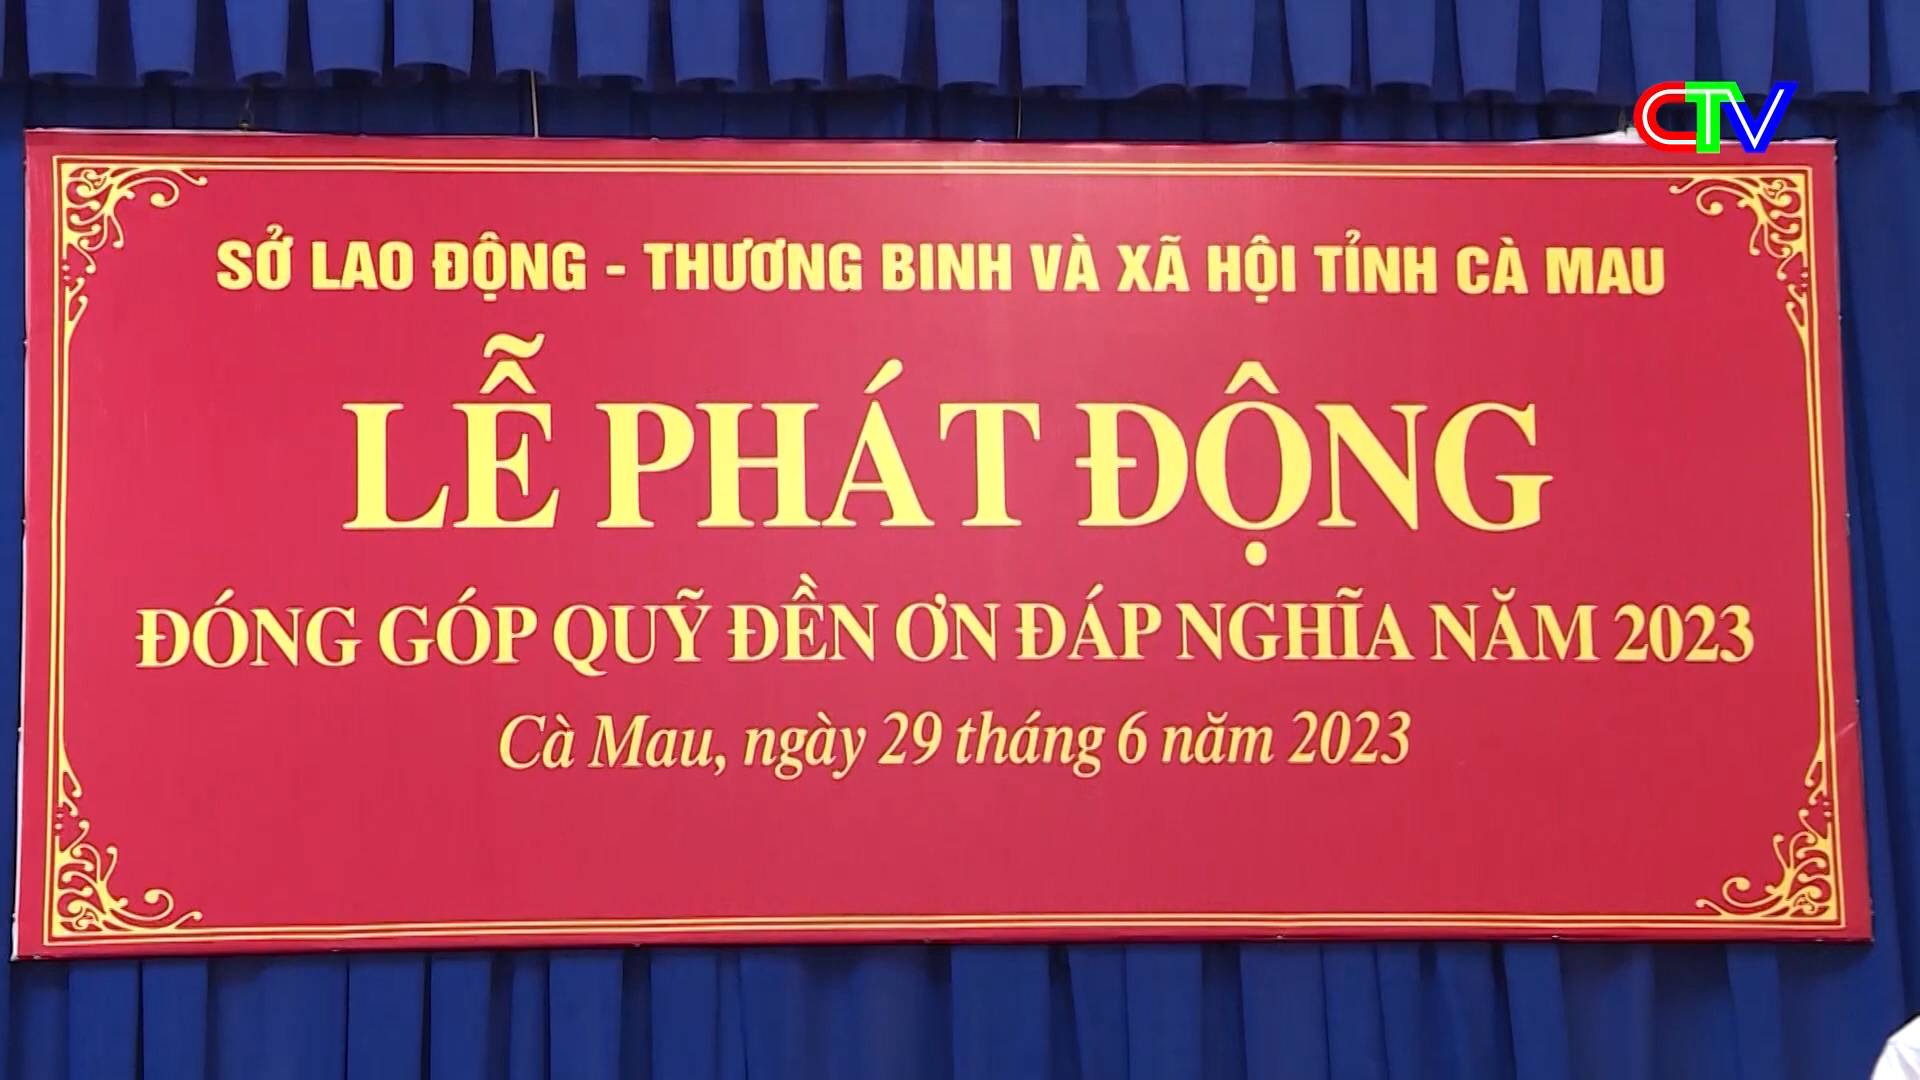 CTV
SỞ LAO ĐỘNG - THƯƠNG BINH VÀ XÃ HỘI TỈNH CÀ MAU
LỄ PHÁT ĐỘNG
ĐÓNG GÓP QUỸ ĐỀN ƠN ĐÁP NGHĨA NĂM 2023
Cà Mau, ngày 29 tháng 6 năm 2023